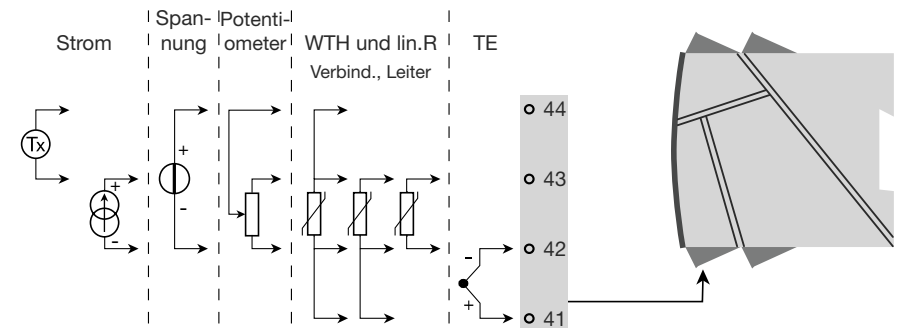 Strom
Span-
nung
Potenti-
ometer
WTH und lin.R
Verbind., Leiter
TE
Tx
+
-
+
-
-
+
44
43
42
41